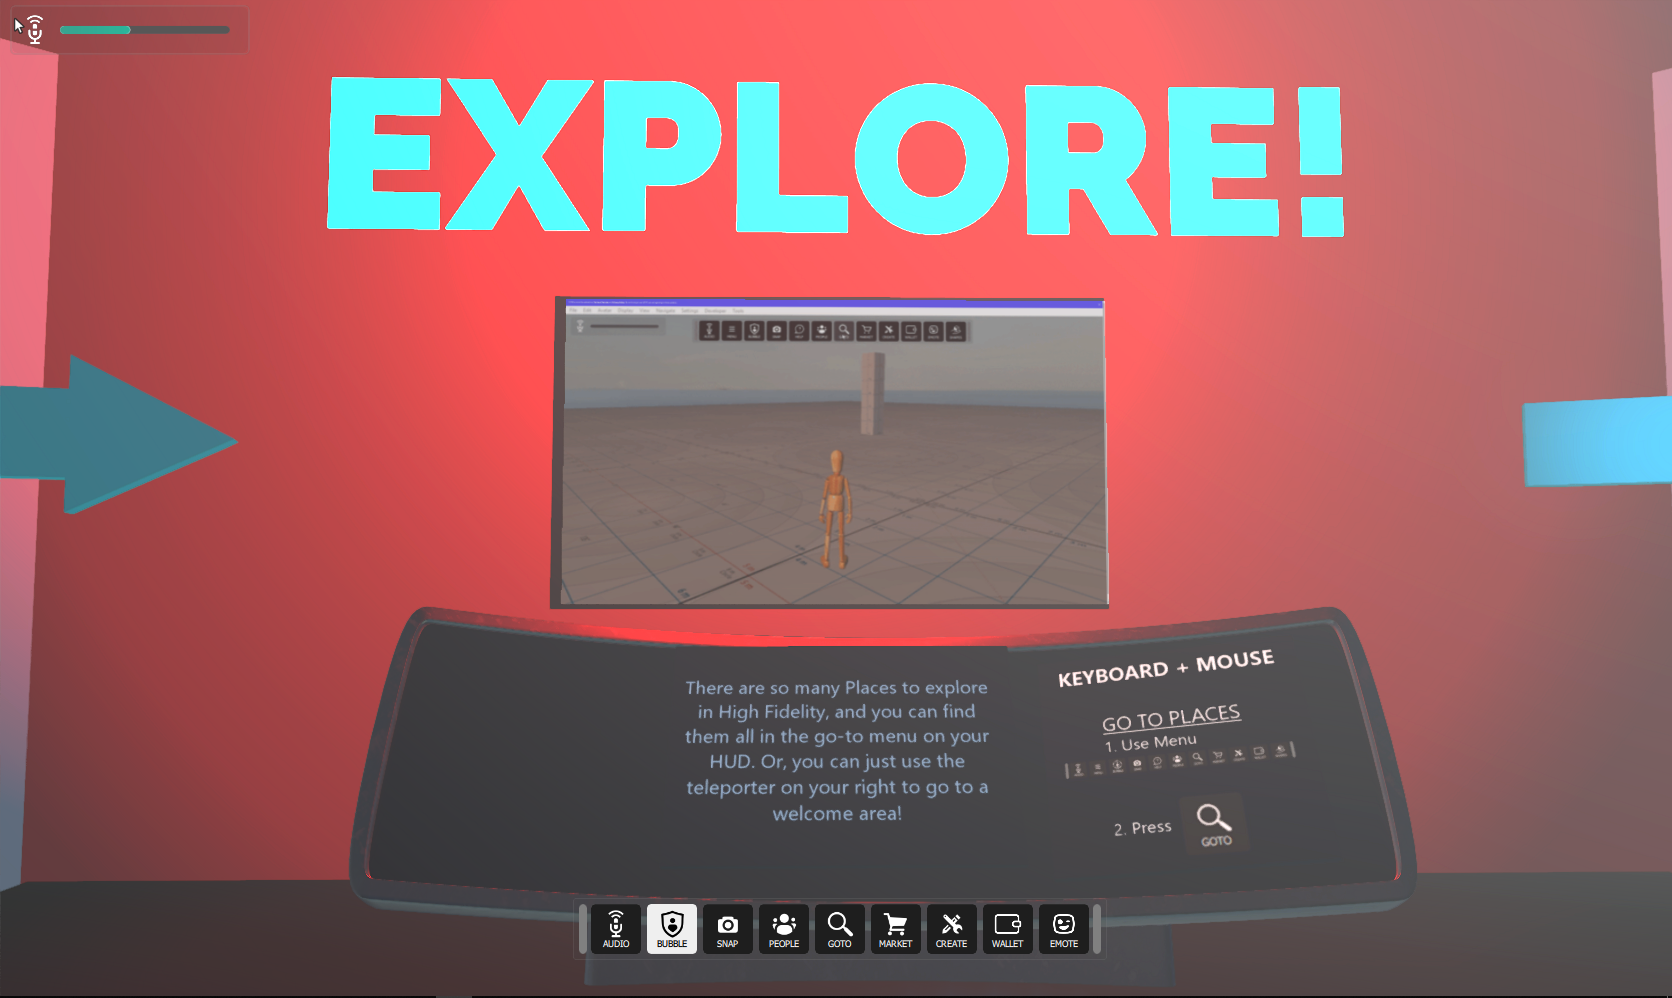 EXPLORE!
There are so many Places to explore
in High Fidelity, and you can find
them all in the go-to menu on your
HUD. Or, you can just use the
teleporter on your right to go to a
welcome area!
KEYBOARD + MOUSE
GO TO PLACES
1. Use Menu
2. Press
GOTO
AUDIO
BUBBLE
SNAP
PEOPLE
GOTO
MARKET
CREATE
WALLET
EMOTE